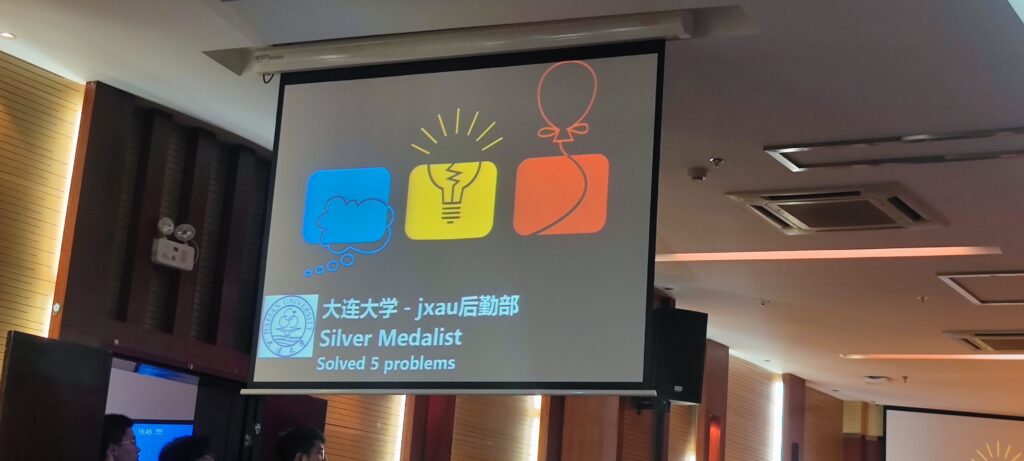 大连大学 - jxau后勤部
Silver Medalist
Solved 5 problems